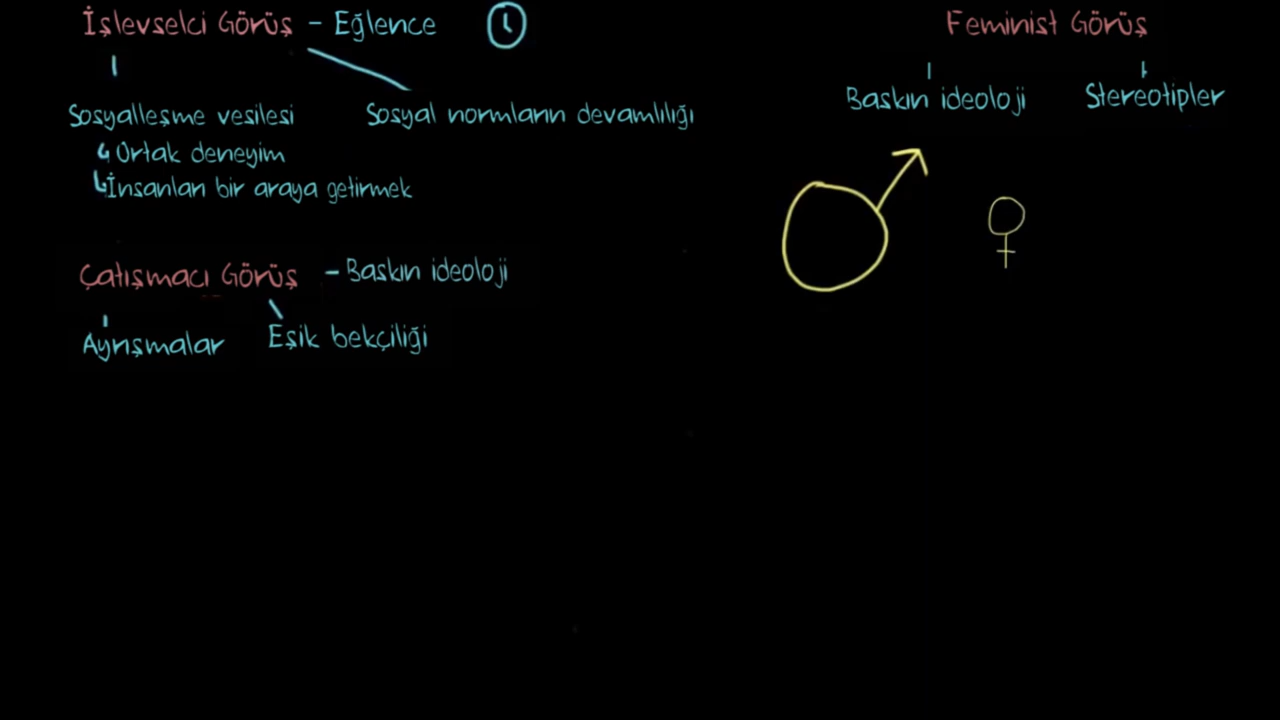 İşlevselci Görüş - Eğlence
Sosyalleşme vesilesi
Sosyal normların devamlılığı
Ortak deneyim
İnsanları bir araya getirmek
Çatışmacı Görüş - Baskın ideoloji
Ayrışmalar
Eşik bekçiliği
Feminist Görüş
Baskın ideoloji
Stereotipler